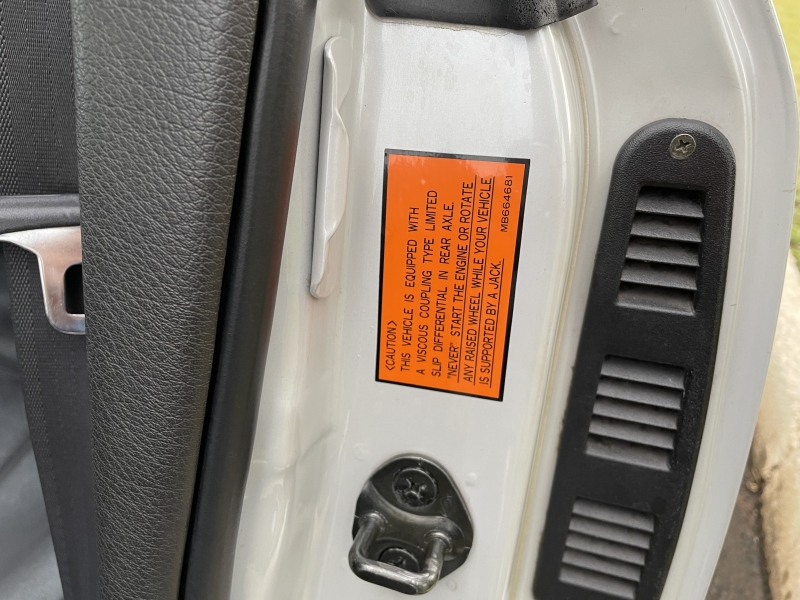 <CAUTION>
THIS VEHICLE IS EQUIPPED WITH
A VISCOUS COUPLING TYPE LIMITED
SLIP DIFFERENTIAL IN REAR AXLE.
"NEVER" START THE ENGINE OR ROTATE
ANY RAISED WHEEL WHILE YOUR VEHICLE
IS SUPPORTED BY A JACK.
MB664681